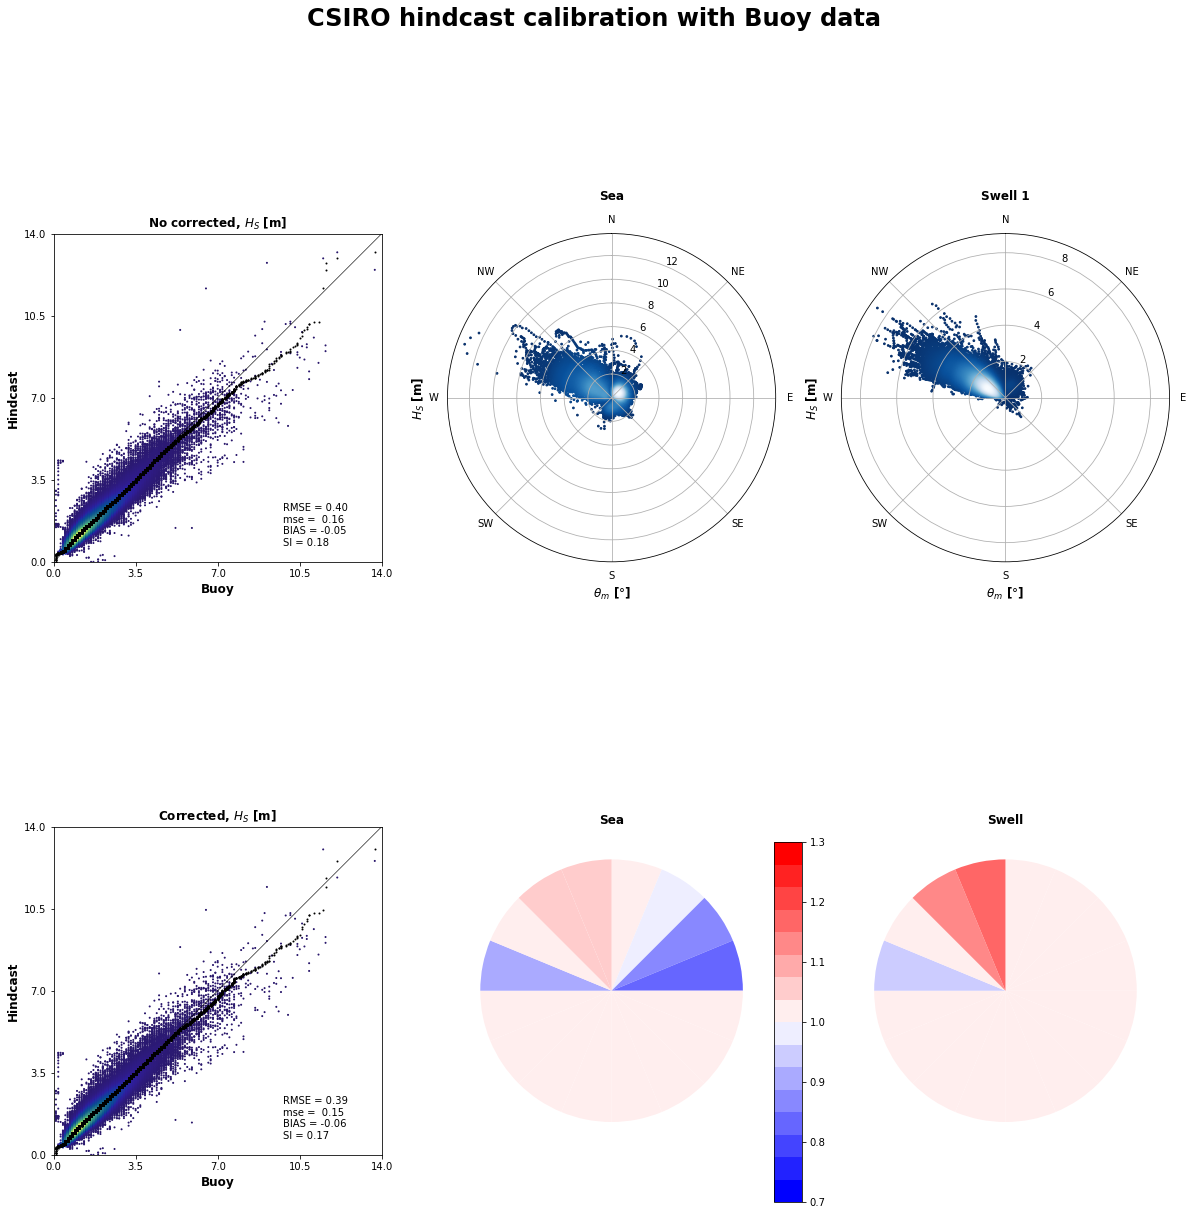 CSIRO hindcast calibration with Buoy data
No corrected, H_S [m]
14.0
10.5
7.0
3.5
0.0
Hindcast
RMSE = 0.40
mse =  0.16
BIAS = -0.05
SI = 0.18
0.0 3.5 7.0 10.5 14.0
Buoy
Sea
N
NW
NE
W
E
SW
SE
S
12
10
8
6
4
2
H_S [m]
θ_m [°]
Swell 1
N
NW
NE
W
E
SW
SE
S
8
6
4
2
H_S [m]
θ_m [°]
Corrected, H_S [m]
14.0
10.5
7.0
3.5
0.0
Hindcast
RMSE = 0.39
mse =  0.15
BIAS = -0.06
SI = 0.17
0.0 3.5 7.0 10.5 14.0
Buoy
Sea
1.3
1.2
1.1
1.0
0.9
0.8
0.7
Swell